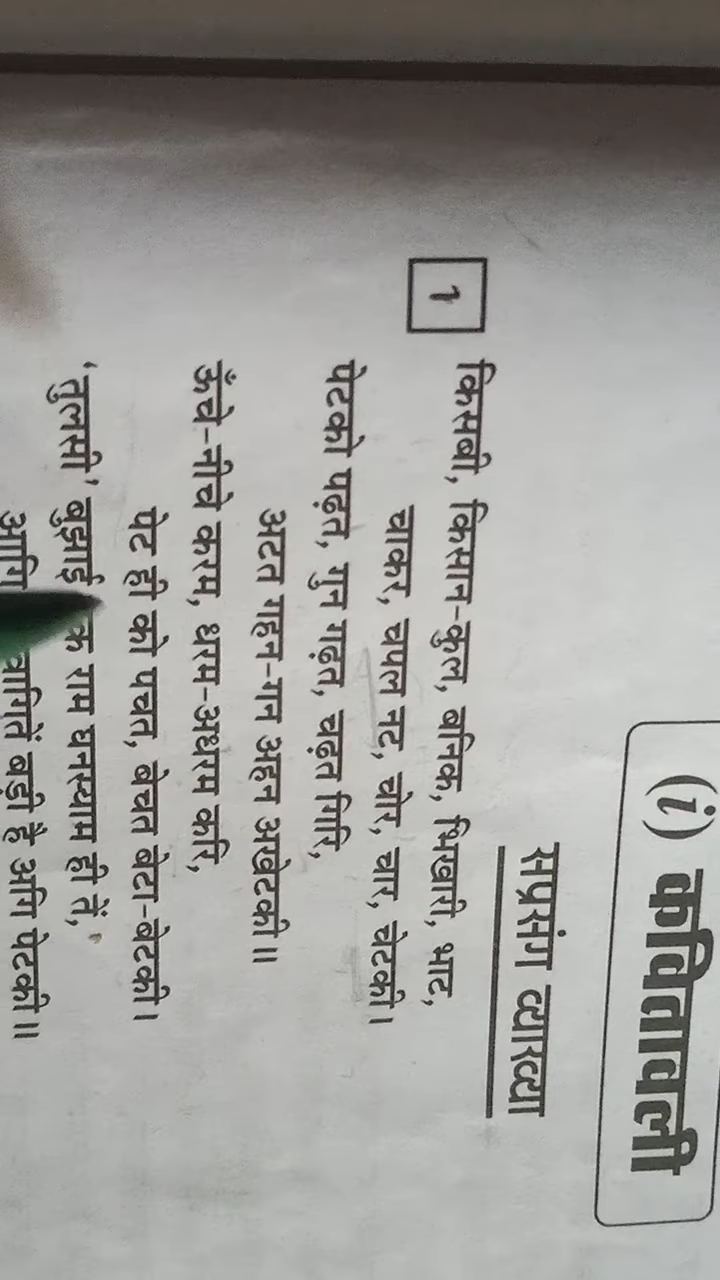 (i) कवितावली
सप्रसंग व्याख्या
1 किसबी, किसान-कुल, बनिक, भिखारी, भाट,
चाकर, चपल नट, चोर, चार, चेटकी।
पेटको पढ़त, गुन गढ़त, चढ़त गिरि,
अटत गहन-गन अहन अखेटकी॥
ऊँचे-नीचे करम, धरम-अधरम करि,
पेट ही को पचत, बेचत बेटा-बेटकी।
'तुलसी' बुझाई राम घनस्याम ही तें,
आगि बड़ी है आगि पेटकी॥